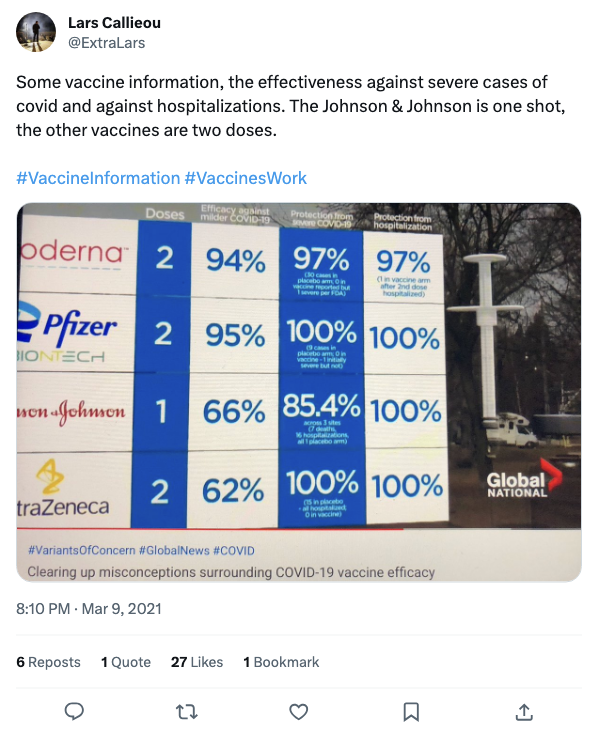 Lars Callieou
@ExtraLars
Some vaccine information, the effectiveness against severe cases of
covid and against hospitalizations. The Johnson & Johnson is one shot,
the other vaccines are two doses.
#VaccineInformation #VaccinesWork
Doses Efficacy against Protection from Protection from
milder COVID-19 severe COVID-19 hospitalization
oderna 2 94% 97% 97%
(30 cases in (1 in vaccine arm
placebo arm; 0 in after 2nd dose
vaccine reported but hospitalized)
1 severe per FDA)
Pfizer 2 95% 100% 100%
BIONTECH (9 cases in
placebo arm; 0 in
vaccine - 1 initially
severe but not)
son & Johnson 1 66% 85.4% 100%
across 3 sites
(7 deaths,
16 hospitalizations,
all placebo arm)
traZeneca 2 62% 100% 100%
(15 in placebo
- all hospitalized,
0 in vaccine)
Global
NATIONAL
#VariantsOfConcern #GlobalNews #COVID
Clearing up misconceptions surrounding COVID-19 vaccine efficacy
8:10 PM · Mar 9, 2021
6 Reposts 1 Quote 27 Likes 1 Bookmark